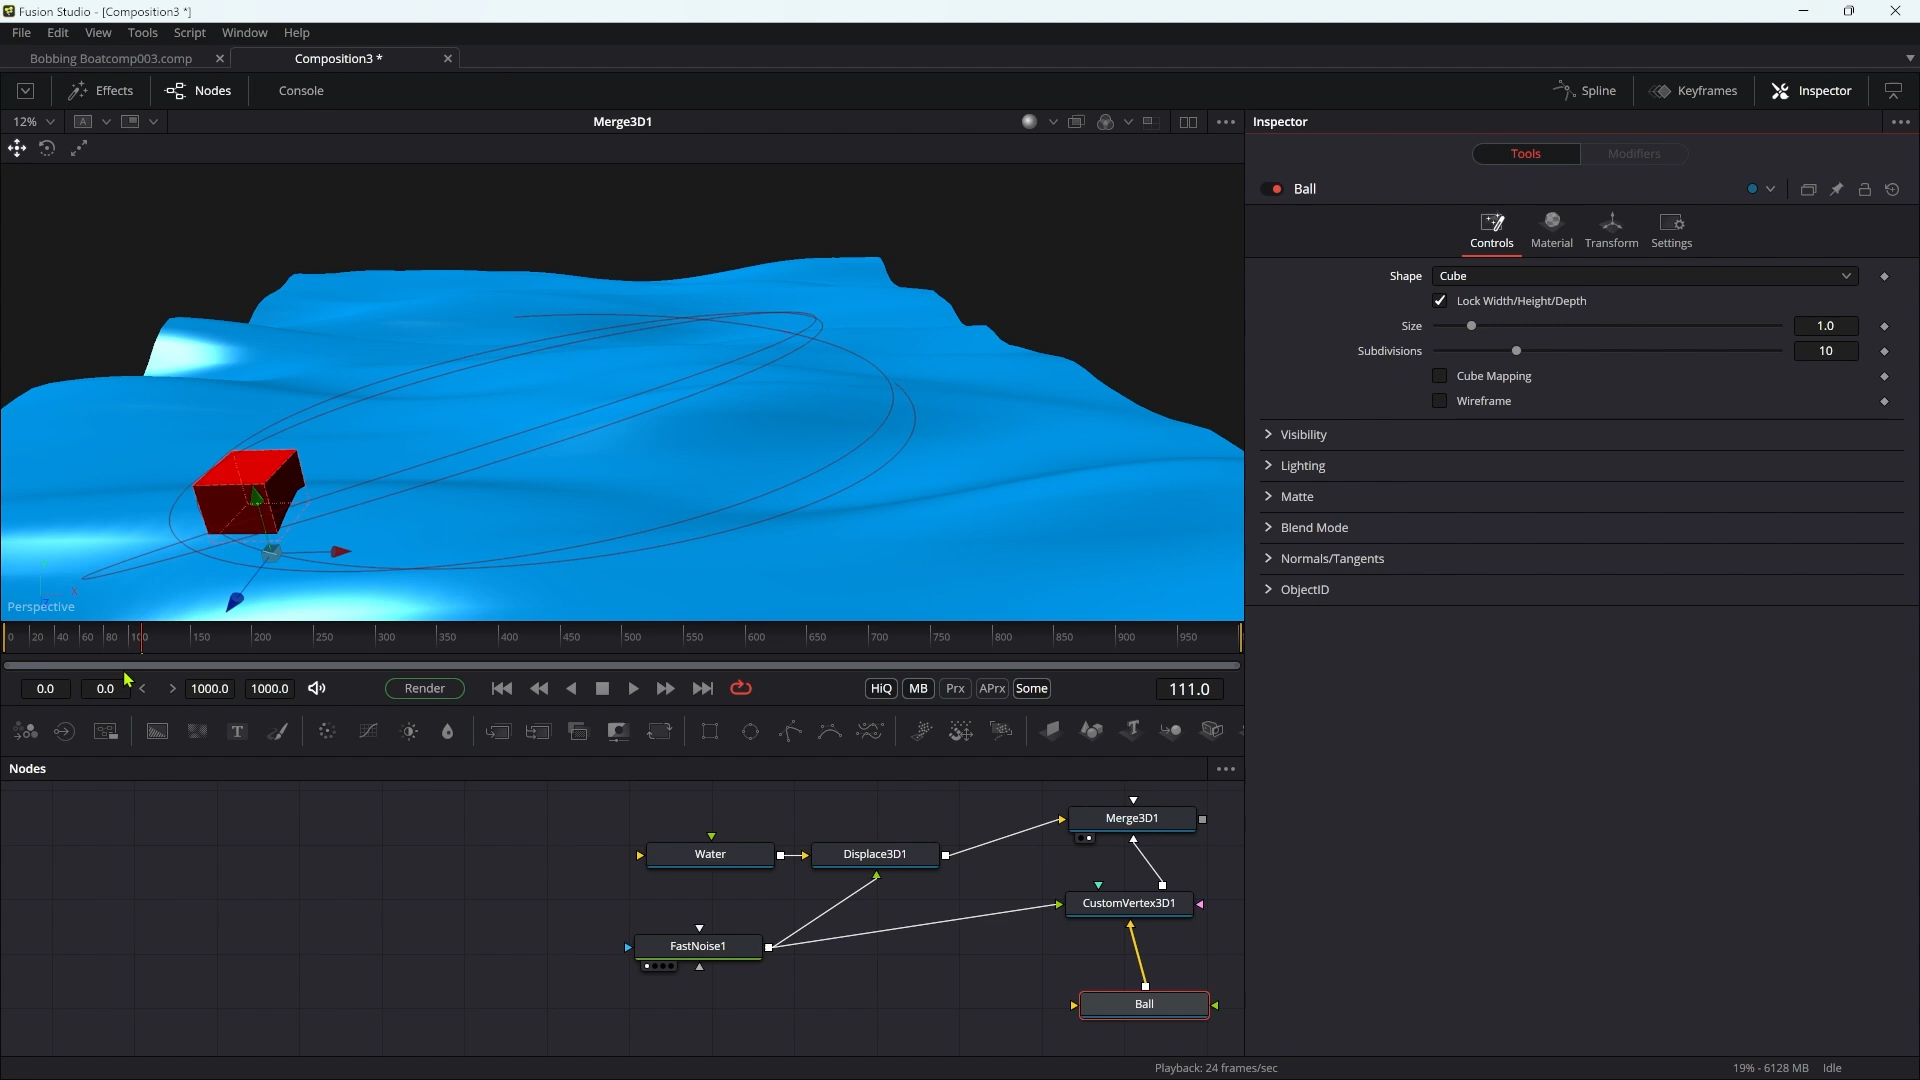 Fusion Studio - [Composition3 *]
File Edit View Tools Script Window Help
Bobbing Boatcomp003.comp Composition3 *
Effects Nodes Console Spline Keyframes Inspector
12% A Merge3D1 Inspector
Tools Modifiers
Ball
Controls Material Transform Settings
Shape Cube
Lock Width/Height/Depth
Size 1.0
Subdivisions 10
Cube Mapping
Wireframe
Visibility
Lighting
Matte
Blend Mode
Normals/Tangents
ObjectID
X
Perspective
0 20 40 60 80 100 150 200 250 300 350 400 450 500 550 600 650 700 750 800 850 900 950
0.0 0.0 < > 1000.0 1000.0 Render HiQ MB Prx APrx Some 111.0
T
Nodes
Merge3D1
Water Displace3D1
CustomVertex3D1
FastNoise1
Ball
Playback: 24 frames/sec 19% - 6128 MB Idle